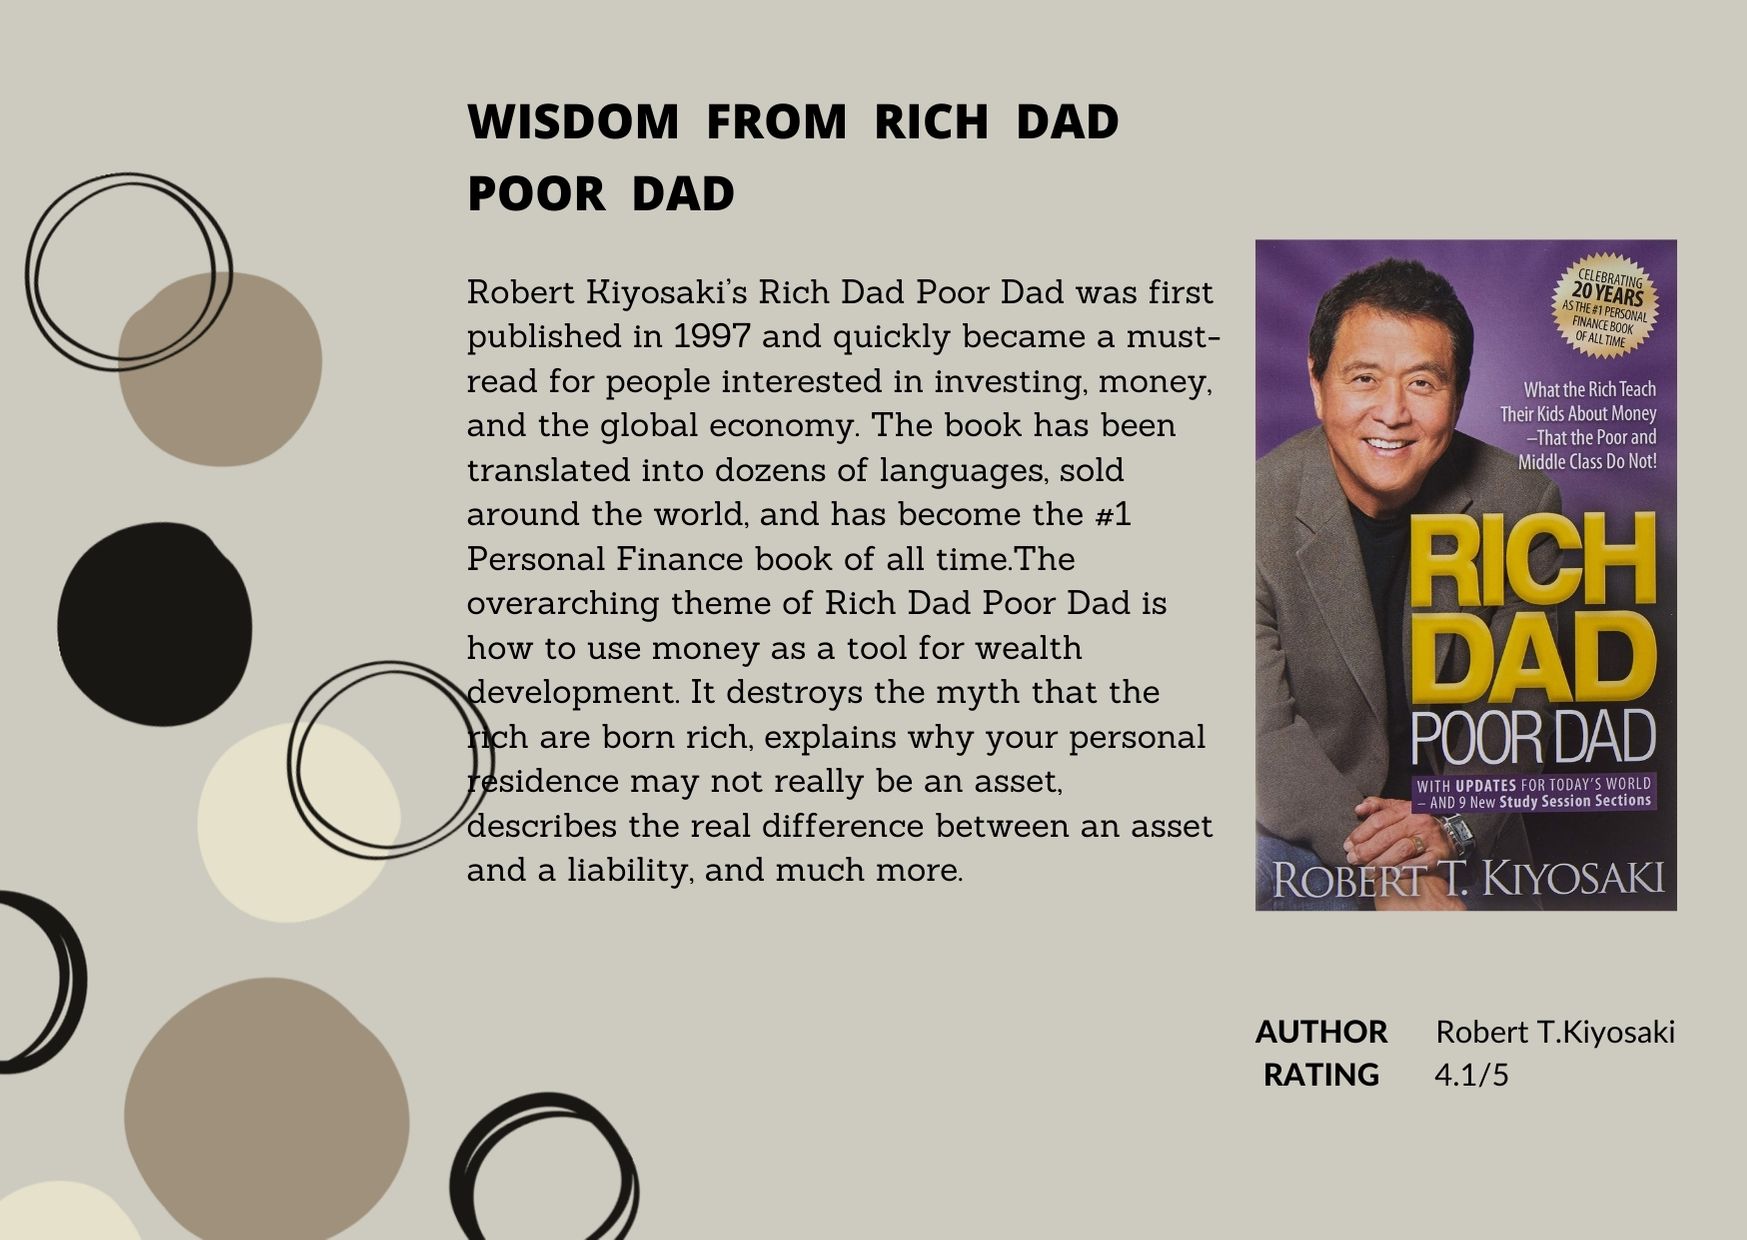 WISDOM FROM RICH DAD
POOR DAD
Robert Kiyosaki’s Rich Dad Poor Dad was first
published in 1997 and quickly became a must-
read for people interested in investing, money,
and the global economy. The book has been
translated into dozens of languages, sold
around the world, and has become the #1
Personal Finance book of all time.The
overarching theme of Rich Dad Poor Dad is
how to use money as a tool for wealth
development. It destroys the myth that the
rich are born rich, explains why your personal
residence may not really be an asset,
describes the real difference between an asset
and a liability, and much more.
CELEBRATING
20 YEARS
AS THE #1 PERSONAL
FINANCE BOOK
OF ALL TIME
What the Rich Teach
Their Kids About Money
–That the Poor and
Middle Class Do Not!
RICH
DAD
POOR DAD
WITH UPDATES FOR TODAY'S WORLD
– AND 9 New Study Session Sections
ROBERT T. KIYOSAKI
AUTHOR Robert T.Kiyosaki
RATING 4.1/5